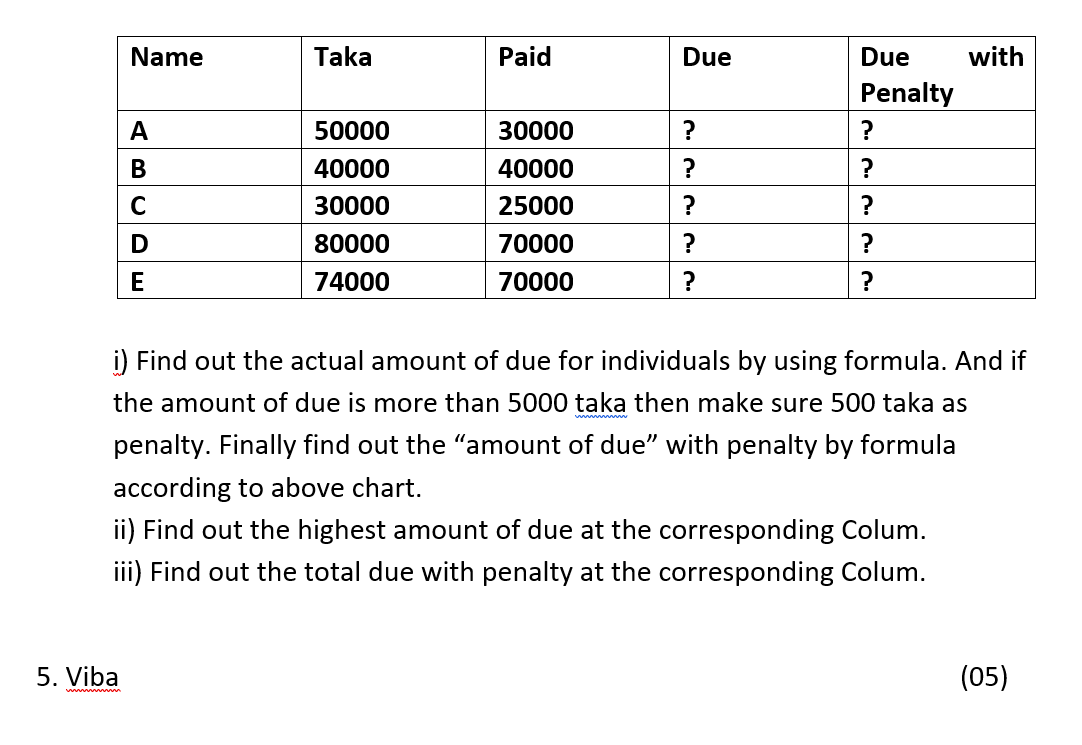 Name Taka Paid Due Due with
Penalty
A 50000 30000 ? ?
B 40000 40000 ? ?
C 30000 25000 ? ?
D 80000 70000 ? ?
E 74000 70000 ? ?
i) Find out the actual amount of due for individuals by using formula. And if
the amount of due is more than 5000 taka then make sure 500 taka as
penalty. Finally find out the “amount of due” with penalty by formula
according to above chart.
ii) Find out the highest amount of due at the corresponding Colum.
iii) Find out the total due with penalty at the corresponding Colum.
5. Viba (05)